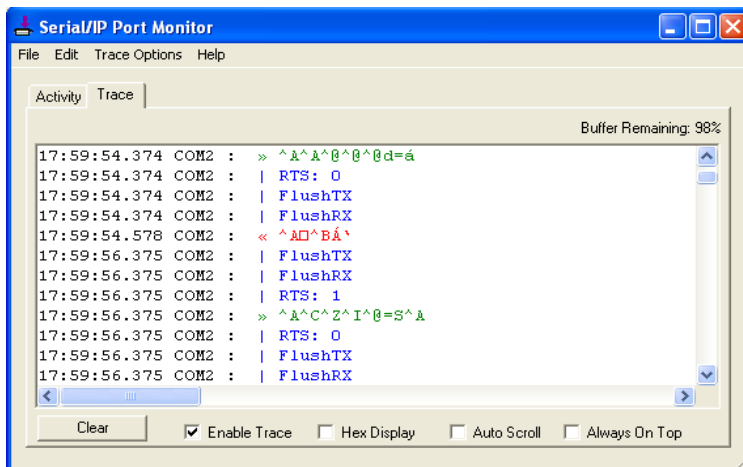 Serial/IP Port Monitor
File Edit Trace Options Help
Activity Trace
Buffer Remaining: 98%
17:59:54.374 COM2 : » ^A^A^@^@^@d=á
17:59:54.374 COM2 : | RTS: 0
17:59:54.374 COM2 : | FlushTX
17:59:54.374 COM2 : | FlushRX
17:59:54.578 COM2 : « ^A□^BÁ`
17:59:56.375 COM2 : | FlushTX
17:59:56.375 COM2 : | FlushRX
17:59:56.375 COM2 : | RTS: 1
17:59:56.375 COM2 : » ^A^C^Z^I^@=S^A
17:59:56.375 COM2 : | RTS: 0
17:59:56.375 COM2 : | FlushTX
17:59:56.375 COM2 : | FlushRX
Clear Enable Trace Hex Display Auto Scroll Always On Top